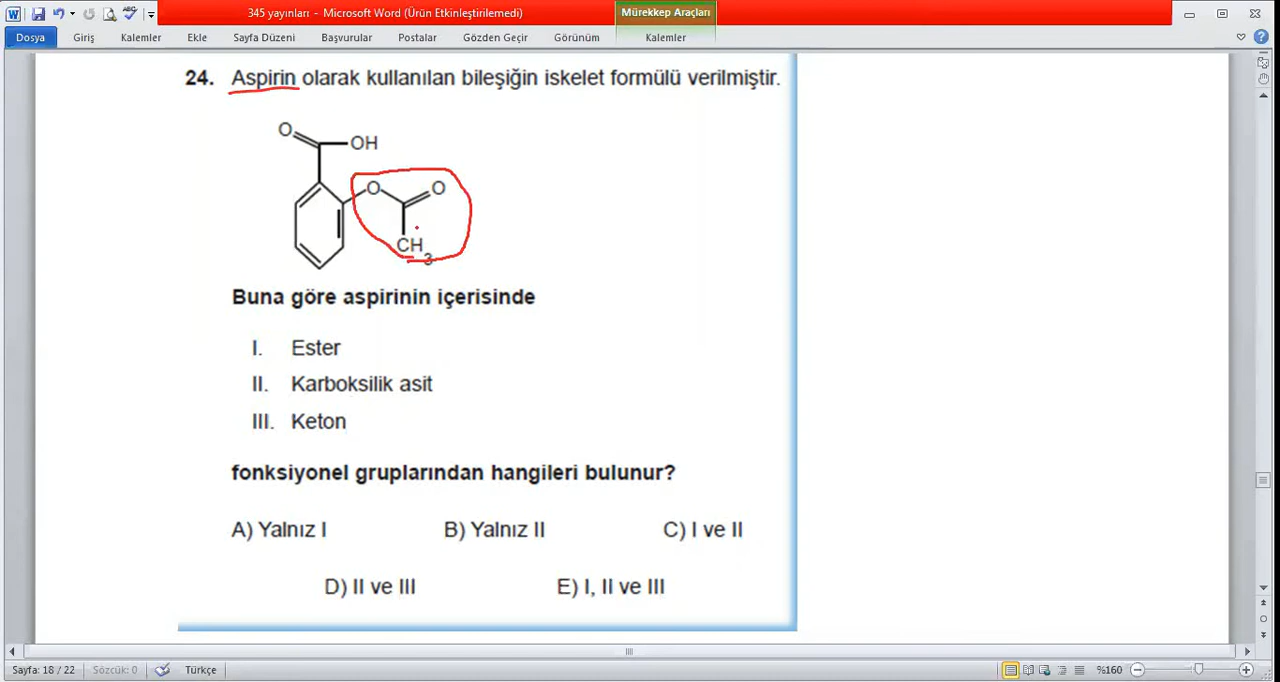 345 yayınları - Microsoft Word (Ürün Etkinleştirilemedi)
Mürekkep Araçları
Dosya Giriş Kalemler Ekle Sayfa Düzeni Başvurular Postalar Gözden Geçir Görünüm Kalemler
24. Aspirin olarak kullanılan bileşiğin iskelet formülü verilmiştir.
O
OH
O
O
CH3
Buna göre aspirinin içerisinde
I. Ester
II. Karboksilik asit
III. Keton
fonksiyonel gruplarından hangileri bulunur?
A) Yalnız I B) Yalnız II C) I ve II
D) II ve III E) I, II ve III
Sayfa: 18 / 22 Sözcük: 0 Türkçe %160